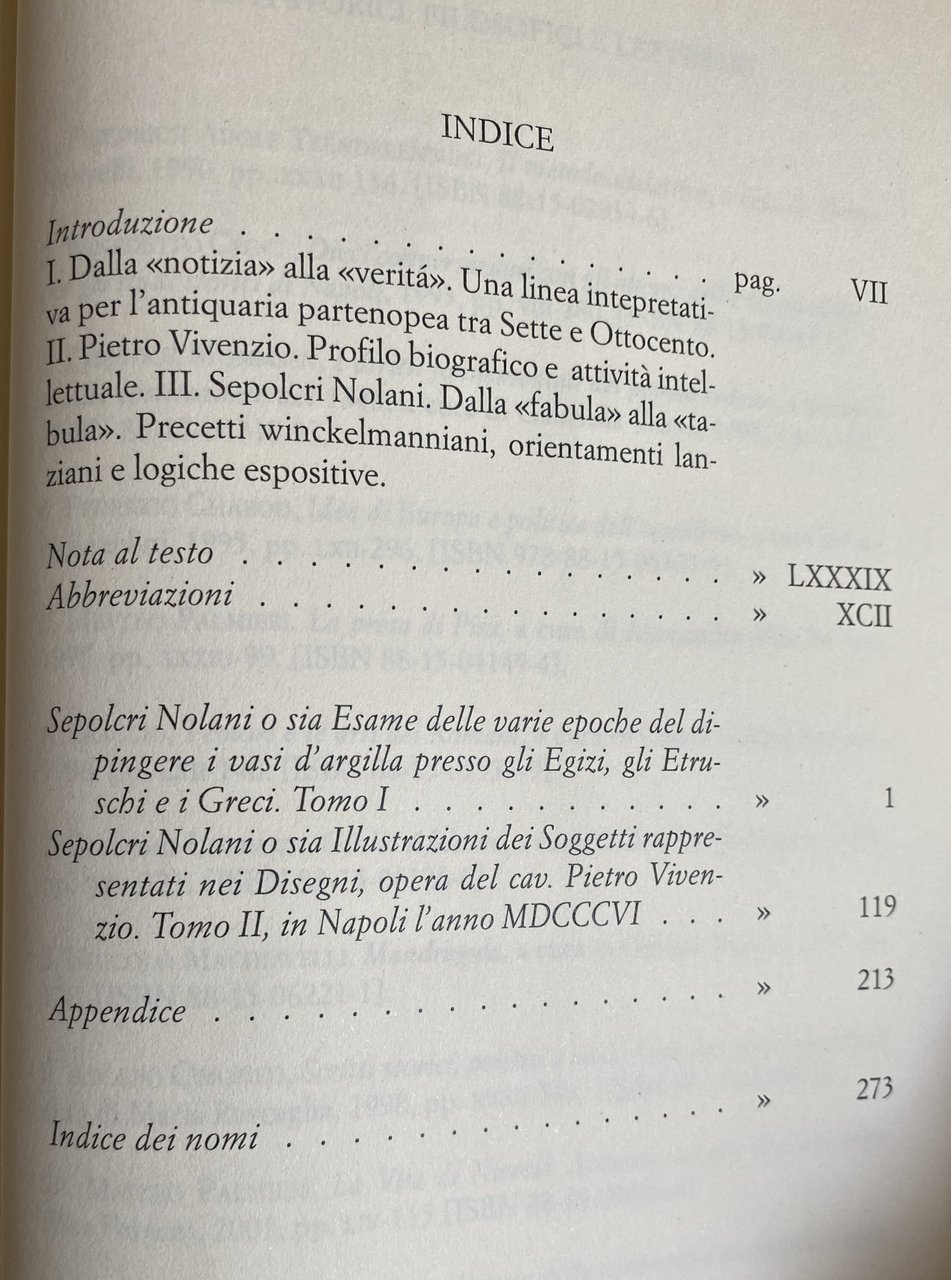 INDICE
Introduzione . . . . . . . . . . . . . . . pag. VII
I. Dalla «notizia» alla «veritá». Una linea intepretati-
va per l'antiquaria partenopea tra Sette e Ottocento.
II. Pietro Vivenzio. Profilo biografico e attività intel-
lettuale. III. Sepolcri Nolani. Dalla «fabula» alla «ta-
bula». Precetti winckelmanniani, orientamenti lan-
ziani e logiche espositive.
Nota al testo . . . . . . . . . . . . . . . » LXXXIX
Abbreviazioni . . . . . . . . . . . . . . . » XCII
Sepolcri Nolani o sia Esame delle varie epoche del di-
pingere i vasi d'argilla presso gli Egizi, gli Etru-
schi e i Greci. Tomo I . . . . . . . . . . » 1
Sepolcri Nolani o sia Illustrazioni dei Soggetti rappre-
sentati nei Disegni, opera del cav. Pietro Viven-
zio. Tomo II, in Napoli l'anno MDCCCVI . . . » 119
Appendice . . . . . . . . . . . . . . . . » 213
Indice dei nomi . . . . . . . . . . . . . . » 273